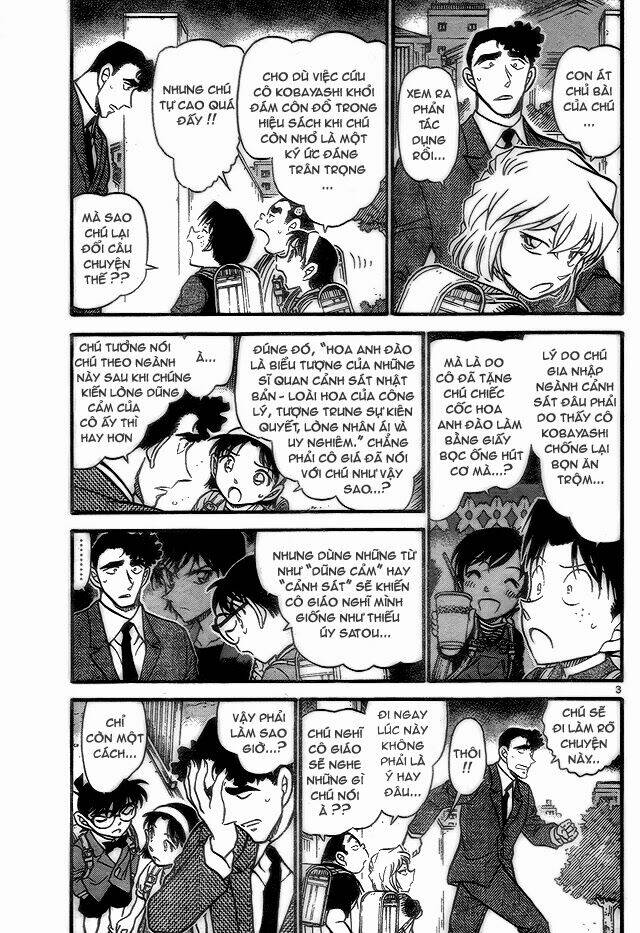 CON ÁT
CHỦ BÀI
CỦA CHÚ
...
XEM RA
PHẢN
TÁC
DỤNG
RỒI...
CHO DÙ VIỆC CỨU
CÔ KOBAYASHI KHỎI
ĐÁM CÒN ĐỒ TRONG
HIỆU SÁCH KHI CHÚ
CÒN NHỎ LÀ MỘT
KÝ ỨC ĐÁNG
TRÂN TRỌNG
...
NHƯNG CHÚ
TỰ CAO QUÁ
ĐẤY !!
MÀ SAO
CHÚ LẠI
ĐỔI CÂU
CHUYỆN
THẾ ??
LÝ DO CHÚ
GIA NHẬP
NGÀNH CẢNH
SÁT ĐÂU PHẢI
DO THẤY CÔ
KOBAYASHI
CHỐNG LẠI
BỌN ĂN
TRỘM...
MÀ LÀ DO
CÔ ĐÃ TẶNG
CHÚ CHIẾC
CỐC HOA
ANH ĐÀO LÀM
BẰNG GIẤY
BỌC ỐNG HÚT
CƠ MÀ...?
ĐÚNG ĐÓ, “HOA ANH ĐÀO
LÀ BIỂU TƯỢNG CỦA NHỮNG
SĨ QUAN CẢNH SÁT NHẬT
BẢN - LOÀI HOA CỦA CÔNG
LÝ, TƯỢNG TRƯNG SỰ KIÊN
QUYẾT, LÒNG NHÂN ÁI VÀ
UY NGHIÊM.” CHẲNG
PHẢI CÔ GIÁ ĐÃ NÓI
VỚI CHÚ NHƯ VẬY
SAO...?
À...
CHÚ TƯỞNG NÓI
CHÚ THEO NGÀNH
NÀY SAU KHI CHỨNG
KIẾN LÒNG DŨNG
CẢM CỦA
CÔ ẤY THÌ
HAY HƠN
NHƯNG DÙNG NHỮNG TỪ
NHƯ “DŨNG CẢM” HAY
“CẢNH SÁT” SẼ KHIẾN
CÔ GIÁO NGHĨ MÌNH
GIỐNG NHƯ THIẾU
ÚY SATOU...
......
3
CHÚ SẼ
ĐI LÀM RÕ
CHUYỆN
NÀY..
THÔI
!!
ĐI NGAY
LÚC NÀY
KHÔNG
PHẢI LÀ
Ý HAY
ĐÂU...
CHÚ NGHĨ
CÔ GIÁO SẼ
NGHE NHỮNG
GÌ CHÚ
NÓI À ??
VẬY PHẢI
LÀM SAO
GIỜ...?
CHỈ
CÒN MỘT
CÁCH...